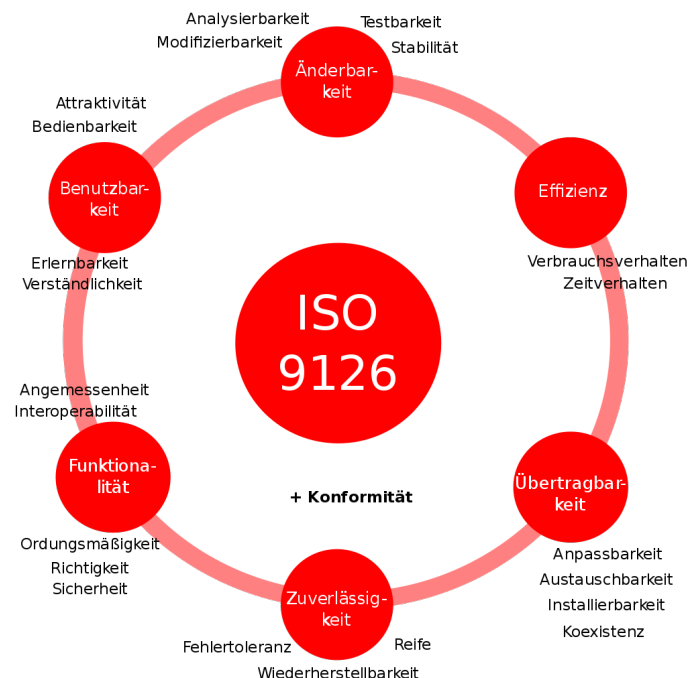 Analysierbarkeit
Modifizierbarkeit
Testbarkeit
Stabilität
Änderbar-
keit
Attraktivität
Bedienbarkeit
Benutzbar-
keit
Erlernbarkeit
Verständlichkeit
Effizienz
Verbrauchsverhalten
Zeitverhalten
ISO
9126
Angemessenheit
Interoperabilität
Funktiona-
lität
Ordungsmäßigkeit
Richtigkeit
Sicherheit
+ Konformität
Übertragbar-
keit
Anpassbarkeit
Austauschbarkeit
Installierbarkeit
Koexistenz
Zuverlässig-
keit
Fehlertoleranz
Reife
Wiederherstellbarkeit